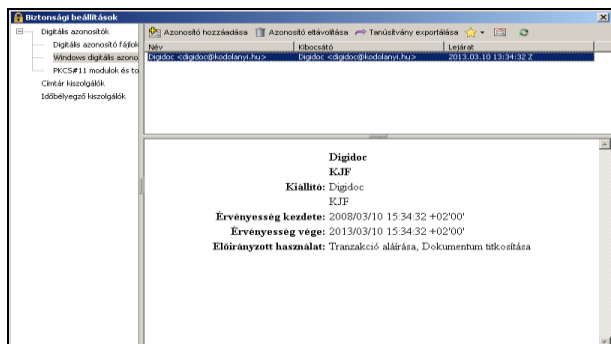 Biztonsági beállítások
Digitális azonosítók
Digitális azonosító fájlok
Windows digitális azono
PKCS#11 modulok és to
Címtár kiszolgálók
Időbélyegző kiszolgálók
Azonosító hozzáadása Azonosító eltávolítása Tanúsítvány exportálása
Név Kibocsátó Lejárat
Digidoc <digidoc@kodolanyi.hu> Digidoc <digidoc@kodolanyi.hu> 2013.03.10 13:34:32 Z
Digidoc
KJF
Kiállító: Digidoc
KJF
Érvényesség kezdete: 2008/03/10 15:34:32 +02'00'
Érvényesség vége: 2013/03/10 15:34:32 +02'00'
Előirányzott használat: Tranzakció aláírása, Dokumentum titkosítása